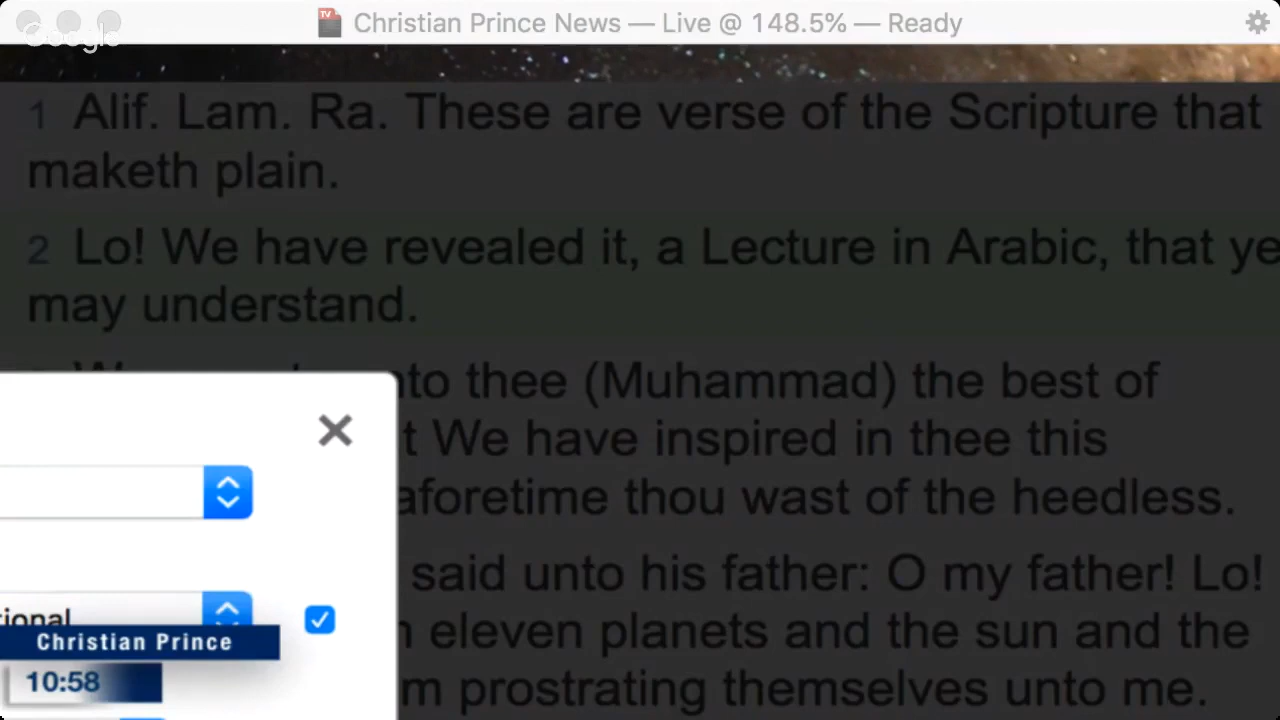 Christian Prince News — Live @ 148.5% — Ready
Google
1 Alif. Lam. Ra. These are verse of the Scripture that
maketh plain.
2 Lo! We have revealed it, a Lecture in Arabic, that ye
may understand.
thee (Muhammad) the best of
We have inspired in thee this
aforetime thou wast of the heedless.
said unto his father: O my father! Lo!
eleven planets and the sun and the
prostrating themselves unto me.
Christian Prince
10:58